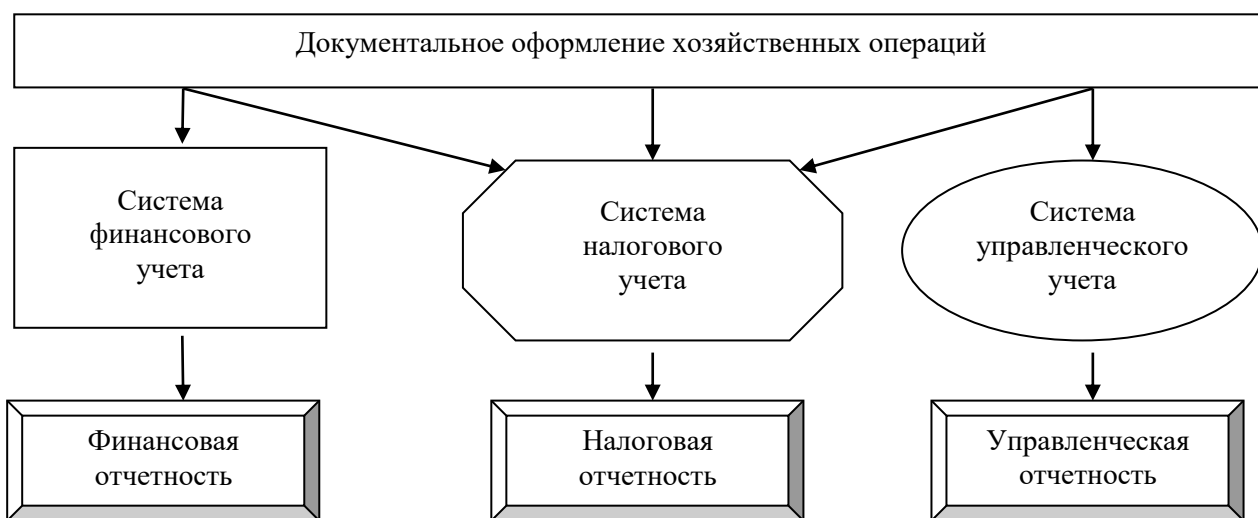 Документальное оформление хозяйственных операций
Система
финансового
учета
Система
налогового
учета
Система
управленческого
учета
Финансовая
отчетность
Налоговая
отчетность
Управленческая
отчетность